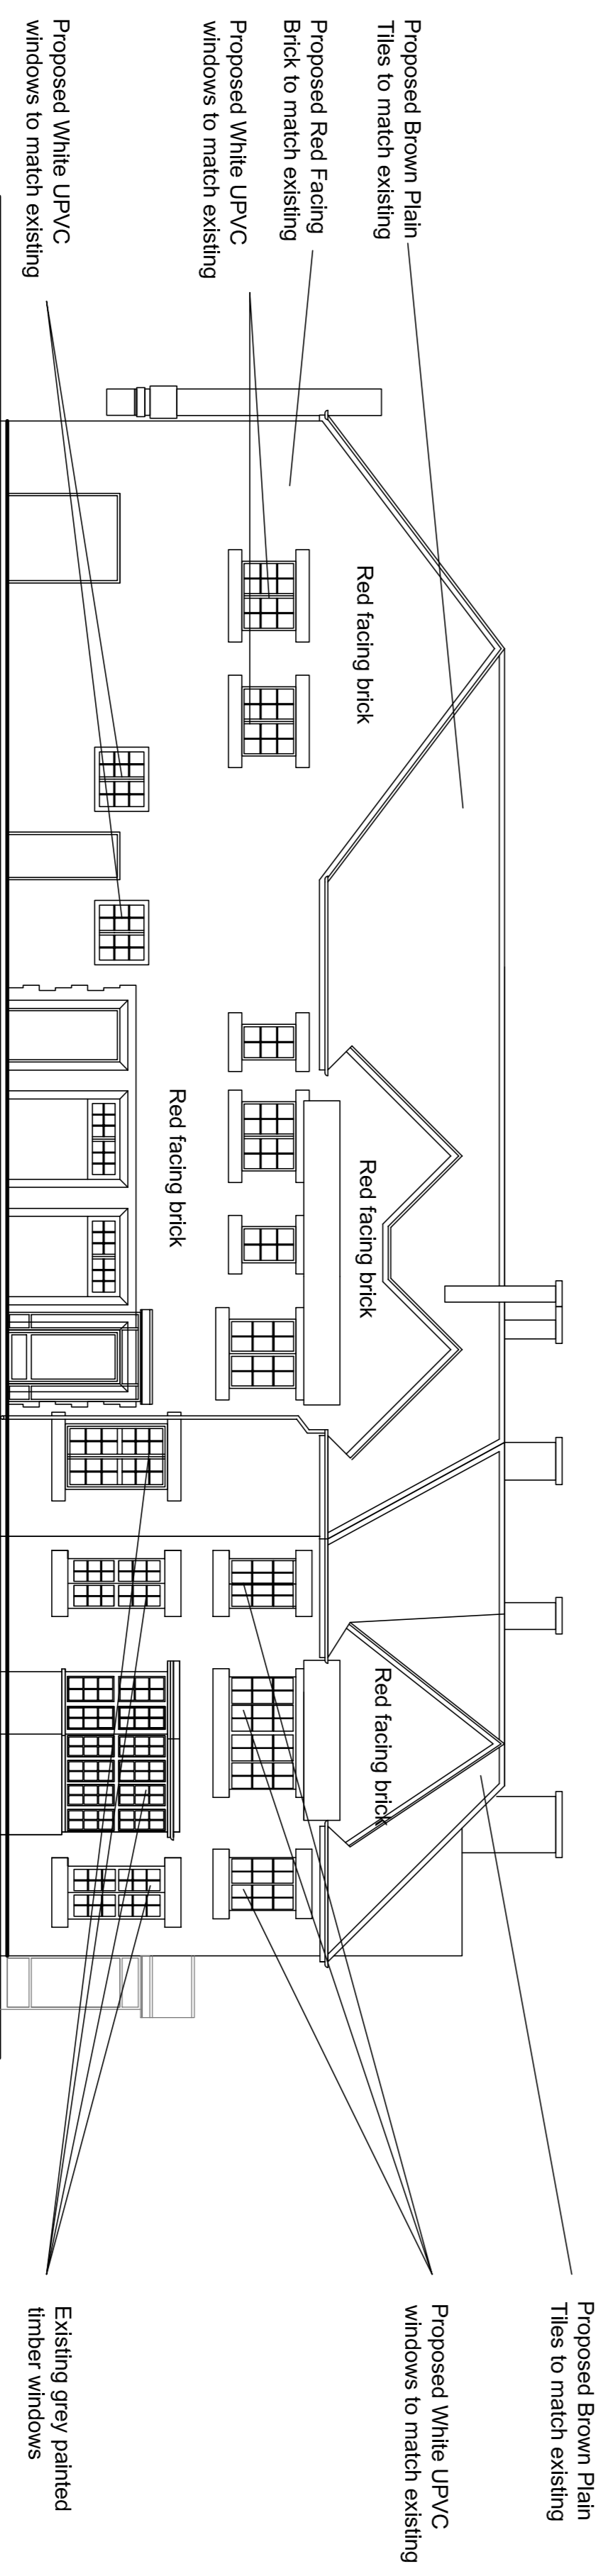 Proposed Brown Plain
Tiles to match existing
Proposed Red Facing
Brick to match existing
Proposed White UPVC
windows to match existing
Proposed White UPVC
windows to match existing
Red facing brick
Red facing brick
Red facing brick
Red facing brick
Proposed Brown Plain
Tiles to match existing
Proposed White UPVC
windows to match existing
Existing grey painted
timber windows